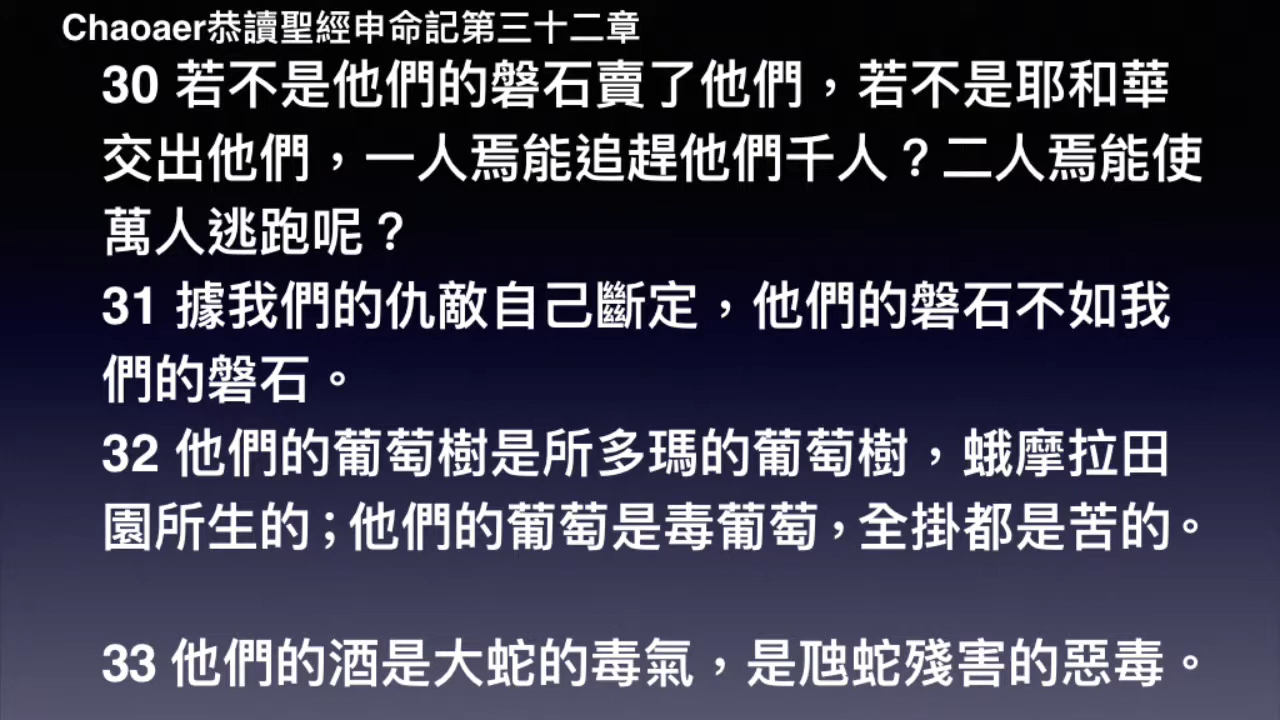 Chaoaer恭讀聖經申命記第三十二章
30 若不是他們的磐石賣了他們，若不是耶和華
交出他們，一人焉能追趕他們千人？二人焉能使
萬人逃跑呢？
31 據我們的仇敵自己斷定，他們的磐石不如我
們的磐石。
32 他們的葡萄樹是所多瑪的葡萄樹，蛾摩拉田
園所生的；他們的葡萄是毒葡萄，全掛都是苦的。
33 他們的酒是大蛇的毒氣，是虺蛇殘害的惡毒。